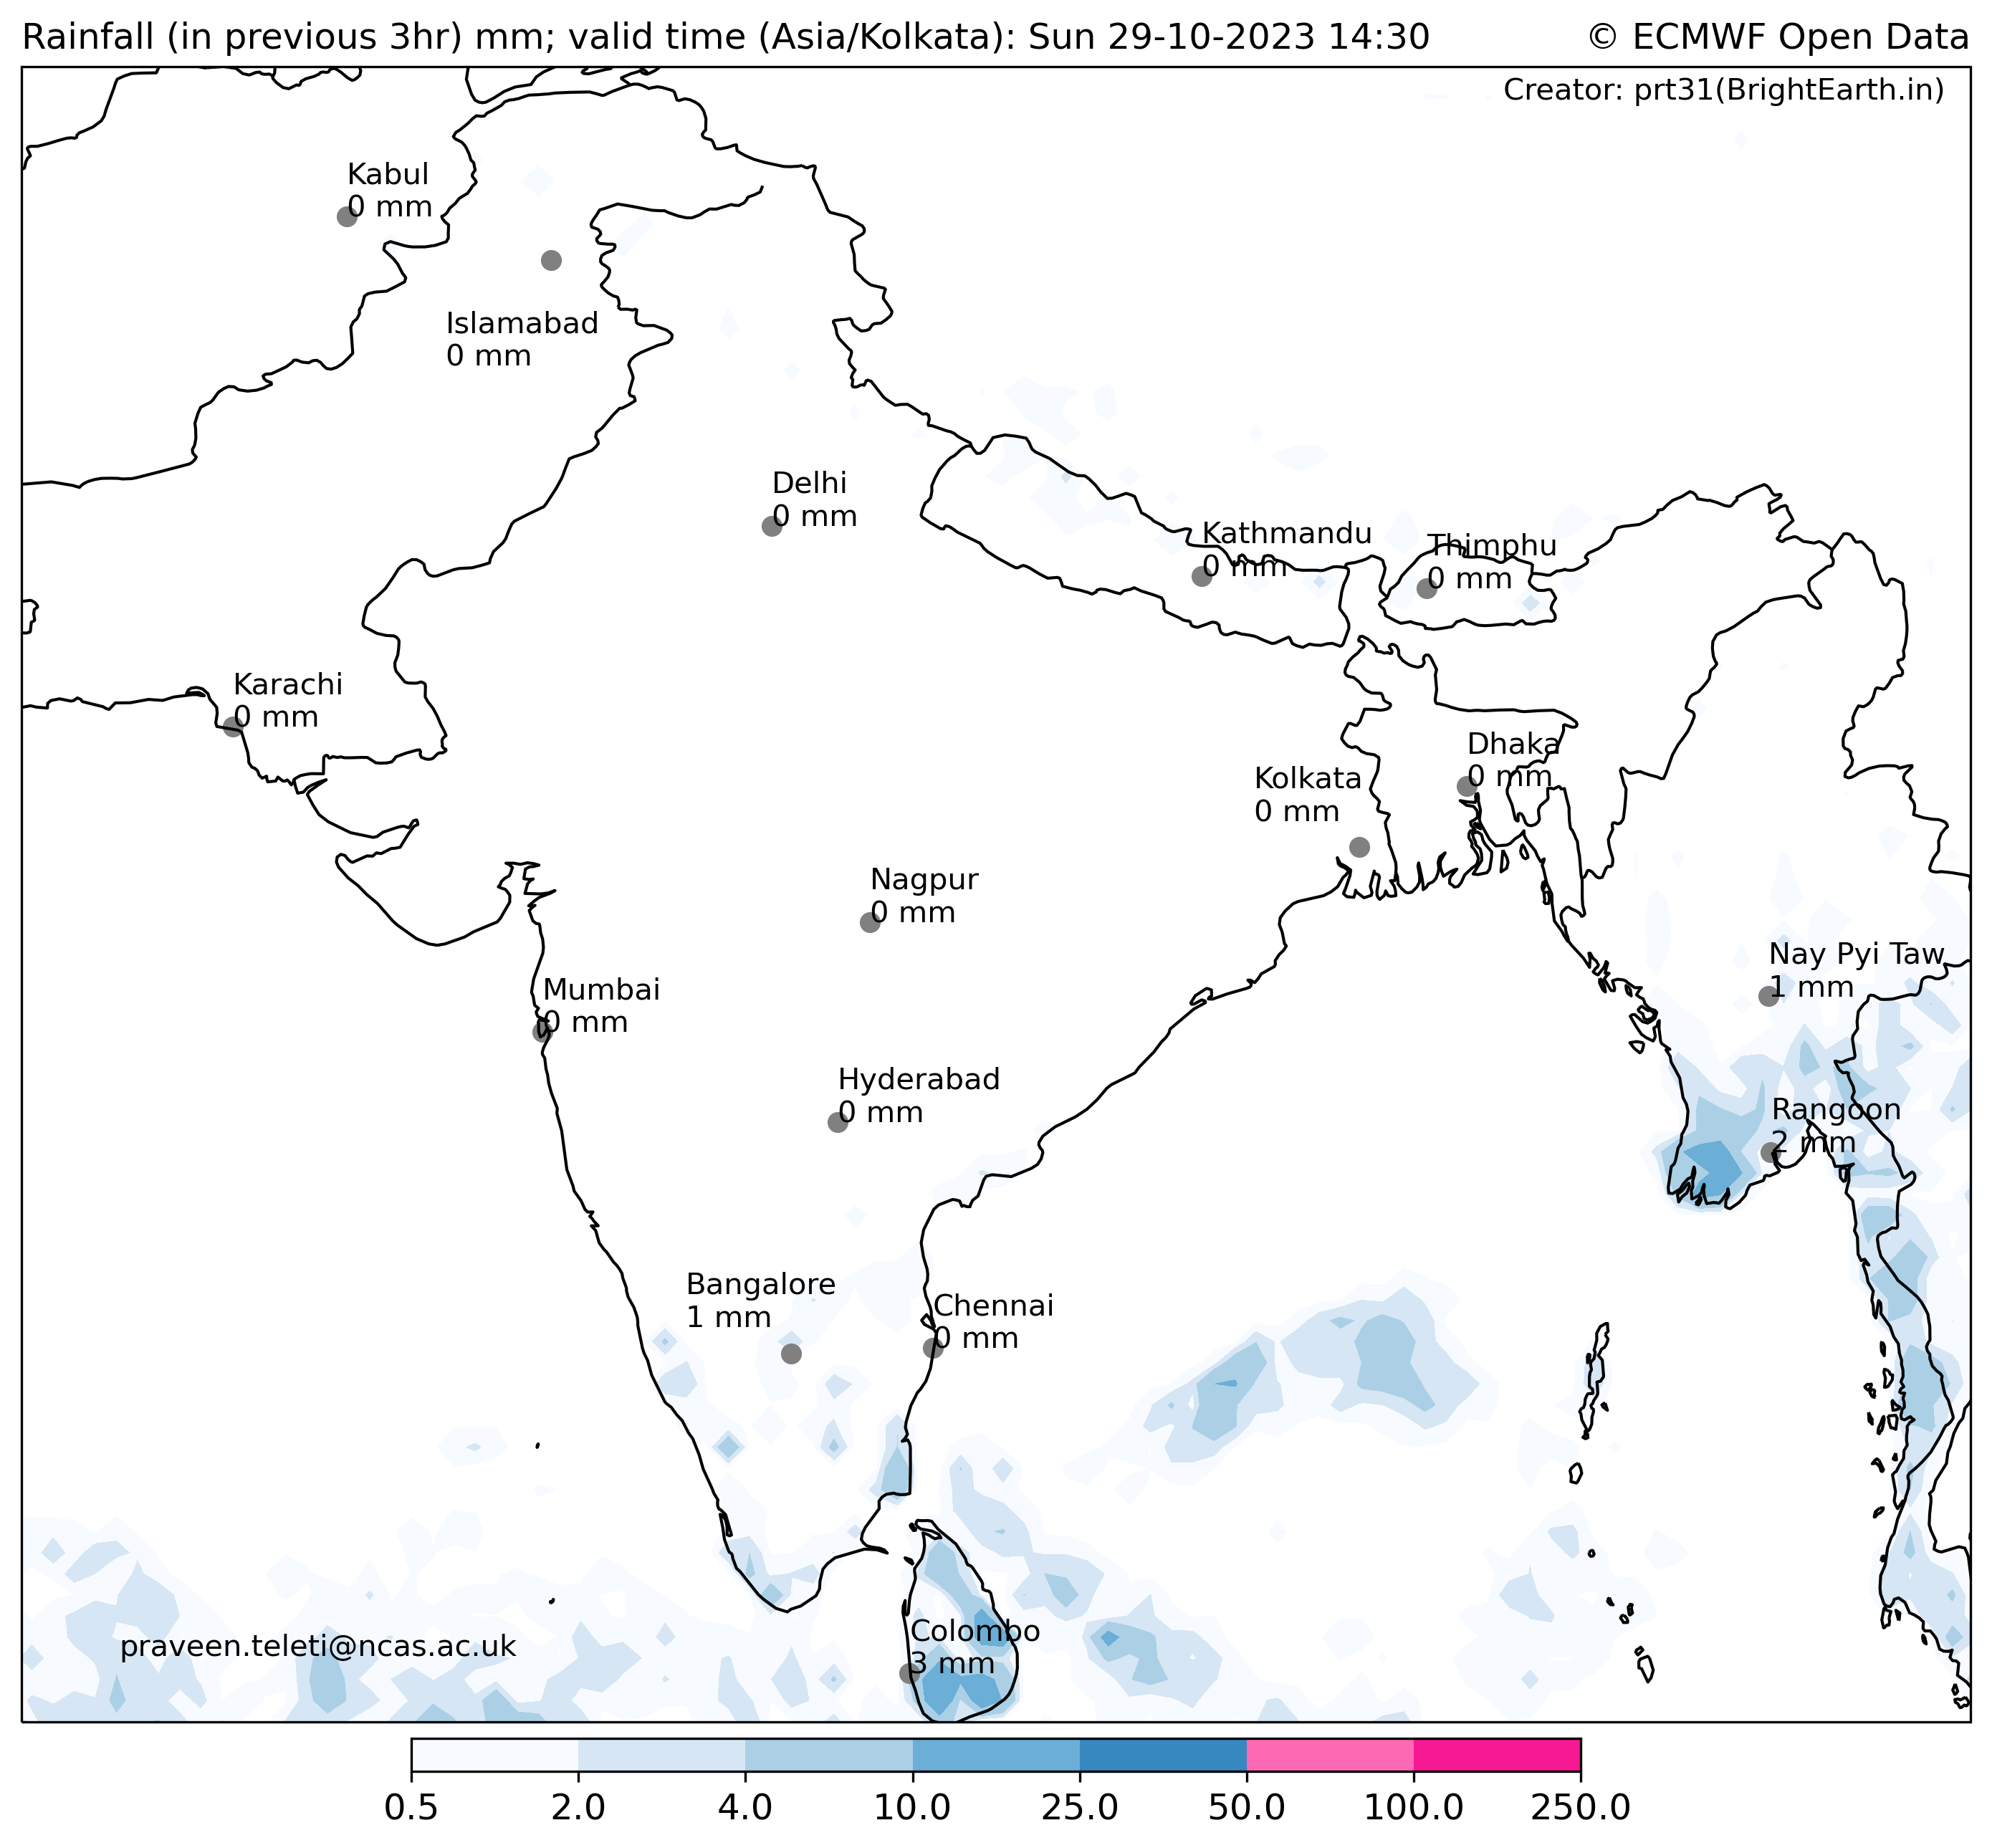 Rainfall (in previous 3hr) mm; valid time (Asia/Kolkata): Sun 29-10-2023 14:30
© ECMWF Open Data
Creator: prt31(BrightEarth.in)
Kabul
0 mm
Islamabad
0 mm
Delhi
0 mm
Kathmandu
0 mm
Thimphu
0 mm
Karachi
0 mm
Dhaka
0 mm
Kolkata
0 mm
Nagpur
0 mm
Nay Pyi Taw
1 mm
Mumbai
0 mm
Hyderabad
0 mm
Rangoon
2 mm
Bangalore
1 mm
Chennai
0 mm
Colombo
3 mm
praveen.teleti@ncas.ac.uk
0.5 2.0 4.0 10.0 25.0 50.0 100.0 250.0